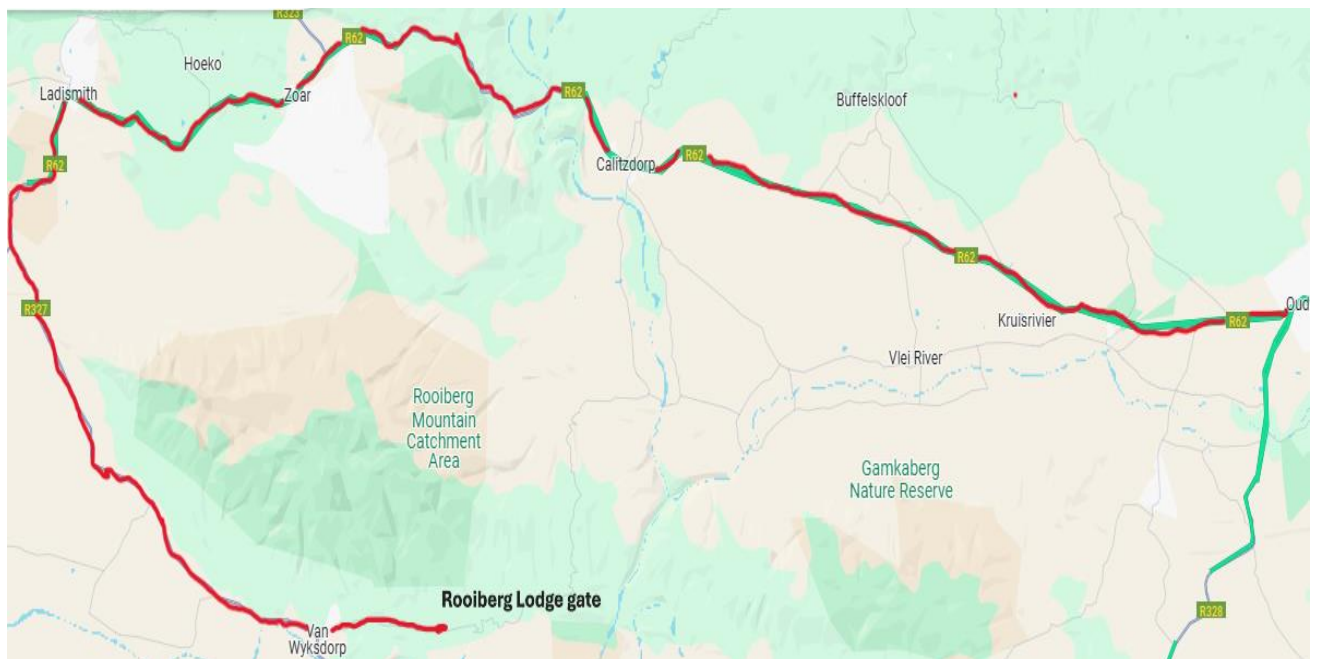 R323
R62
Hoeko
Ladismith
Zoar
R62
Buffelskloof
R62
Calitzdorp
R62
R62
R327
Kruisrivier
R62
Oud
Vlei River
Rooiberg
Mountain
Catchment
Area
Gamkaberg
Nature Reserve
Rooiberg Lodge gate
R328
Van
Wyksdorp